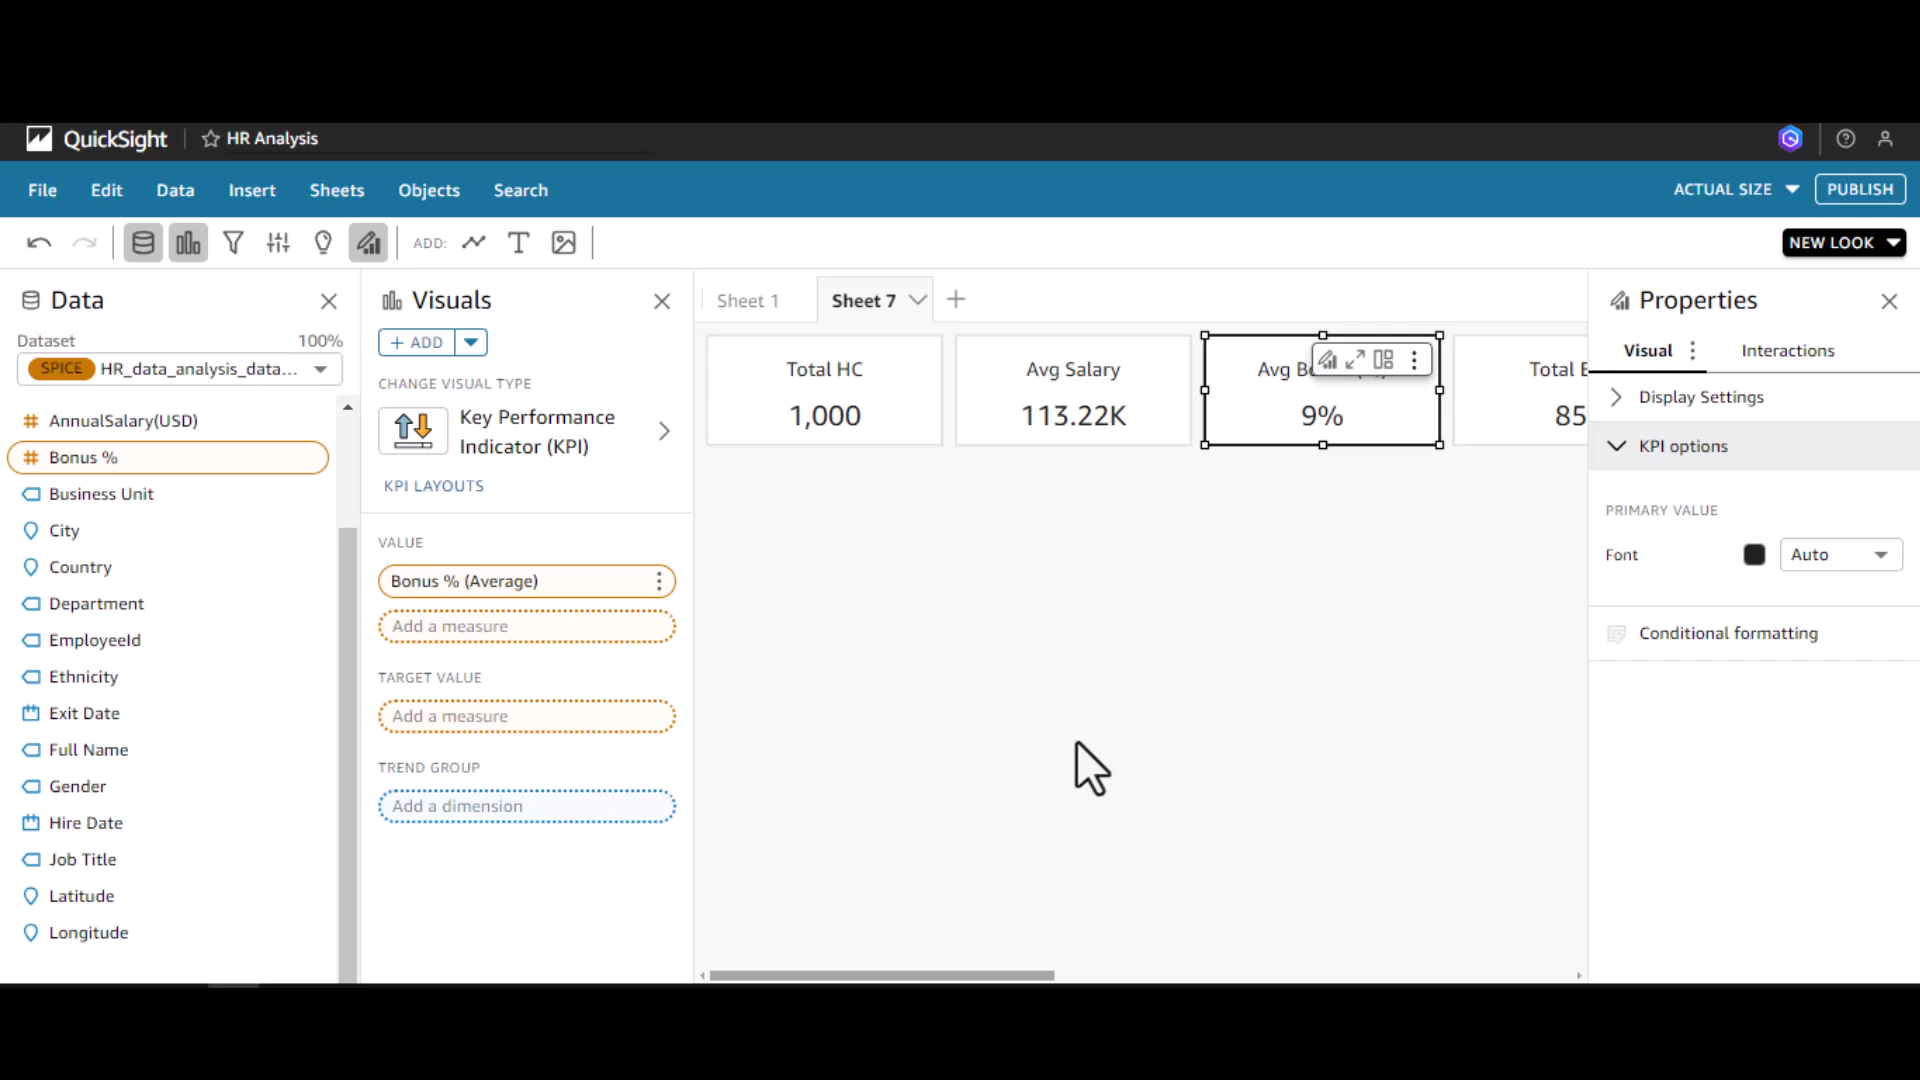 QuickSight
HR Analysis
File Edit Data Insert Sheets Objects Search
ACTUAL SIZE
PUBLISH
ADD:
NEW LOOK
Data
Dataset 100%
SPICE HR_data_analysis_data...
AnnualSalary(USD)
Bonus %
Business Unit
City
Country
Department
EmployeeId
Ethnicity
Exit Date
Full Name
Gender
Hire Date
Job Title
Latitude
Longitude
Visuals
+ ADD
CHANGE VISUAL TYPE
Key Performance
Indicator (KPI)
KPI LAYOUTS
VALUE
Bonus % (Average)
Add a measure
TARGET VALUE
Add a measure
TREND GROUP
Add a dimension
Sheet 1
Sheet 7
Total HC
1,000
Avg Salary
113.22K
Avg
9%
Total
85
Properties
Visual
Interactions
Display Settings
KPI options
PRIMARY VALUE
Font
Auto
Conditional formatting